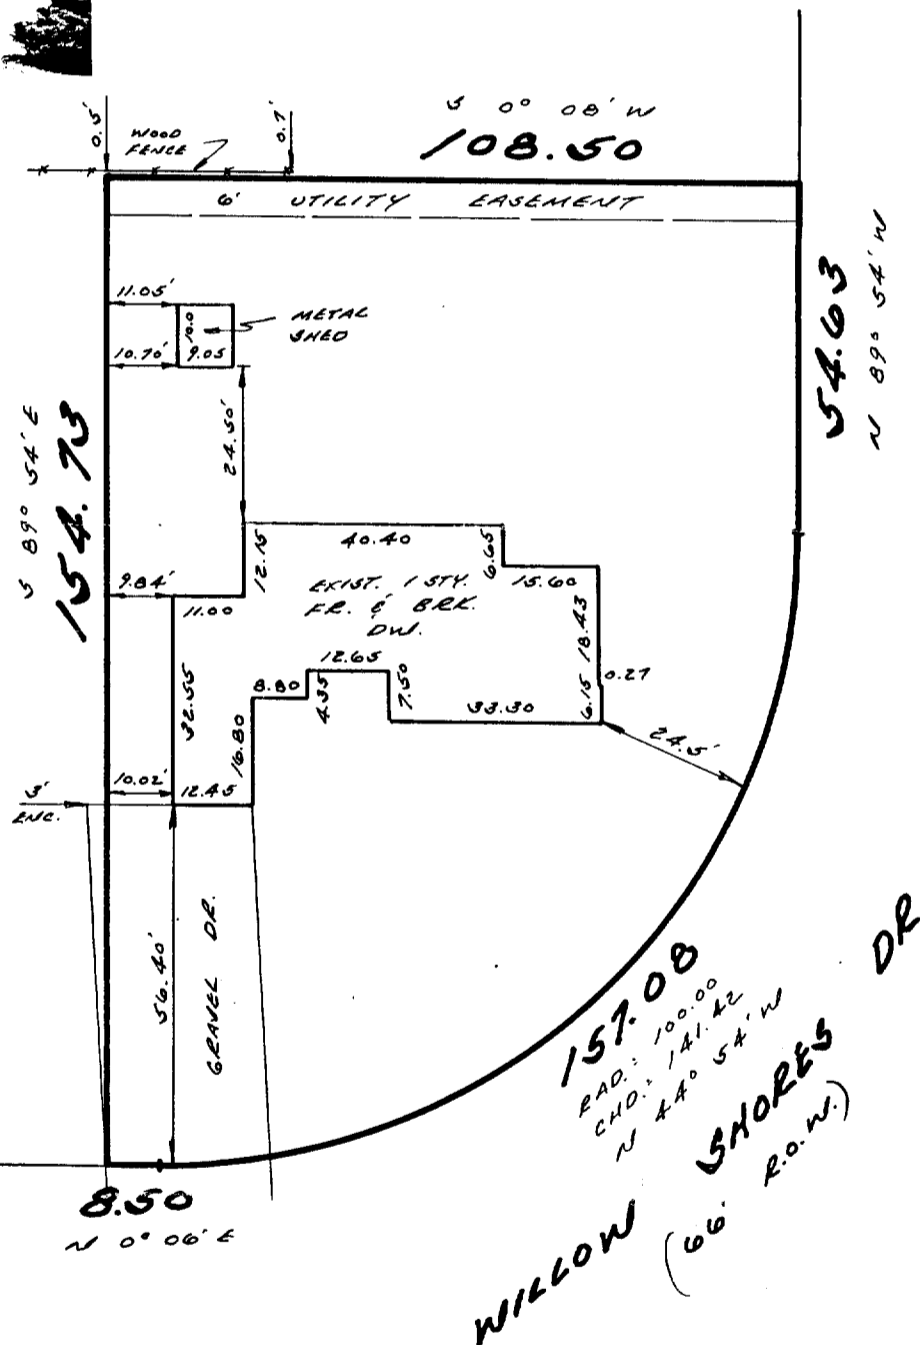 S 0° 08' W
108.50
0.5'
WOOD
FENCE
0.7'
6' UTILITY EASEMENT
11.05'
10.0
METAL
SHED
10.70'
9.05
54.63
N 89° 54' W
S 89° 54' E
154.73
24.50'
12.15
40.40
6.65
15.60
9.84'
11.00
EXIST. 1 STY.
FR. & BRK.
DW.
18.43
12.65
8.80
4.35
7.50
0.27
6.15
33.30
32.55
16.80
24.5'
10.02'
12.45
3'
ENC.
56.40'
GRAVEL DR.
157.08
RAD.: 100.00
CHD.: 141.42
N 44° 54' W
8.50
N 0° 06' E
WILLOW SHORES DR
(66' R.O.W.)